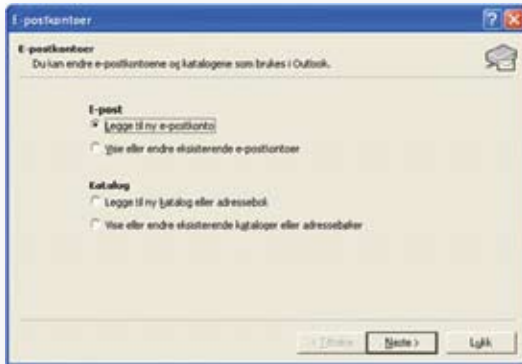 E-postkontoer
E-postkontoer
Du kan endre e-postkontoene og katalogene som brukes i Outlook.
E-post
Legge til ny e-postkonto
Vise eller endre eksisterende e-postkontoer
Katalog
Legge til ny katalog eller adressebok
Vise eller endre eksisterende kataloger eller adressebøker
< Tilbake
Neste >
Lukk